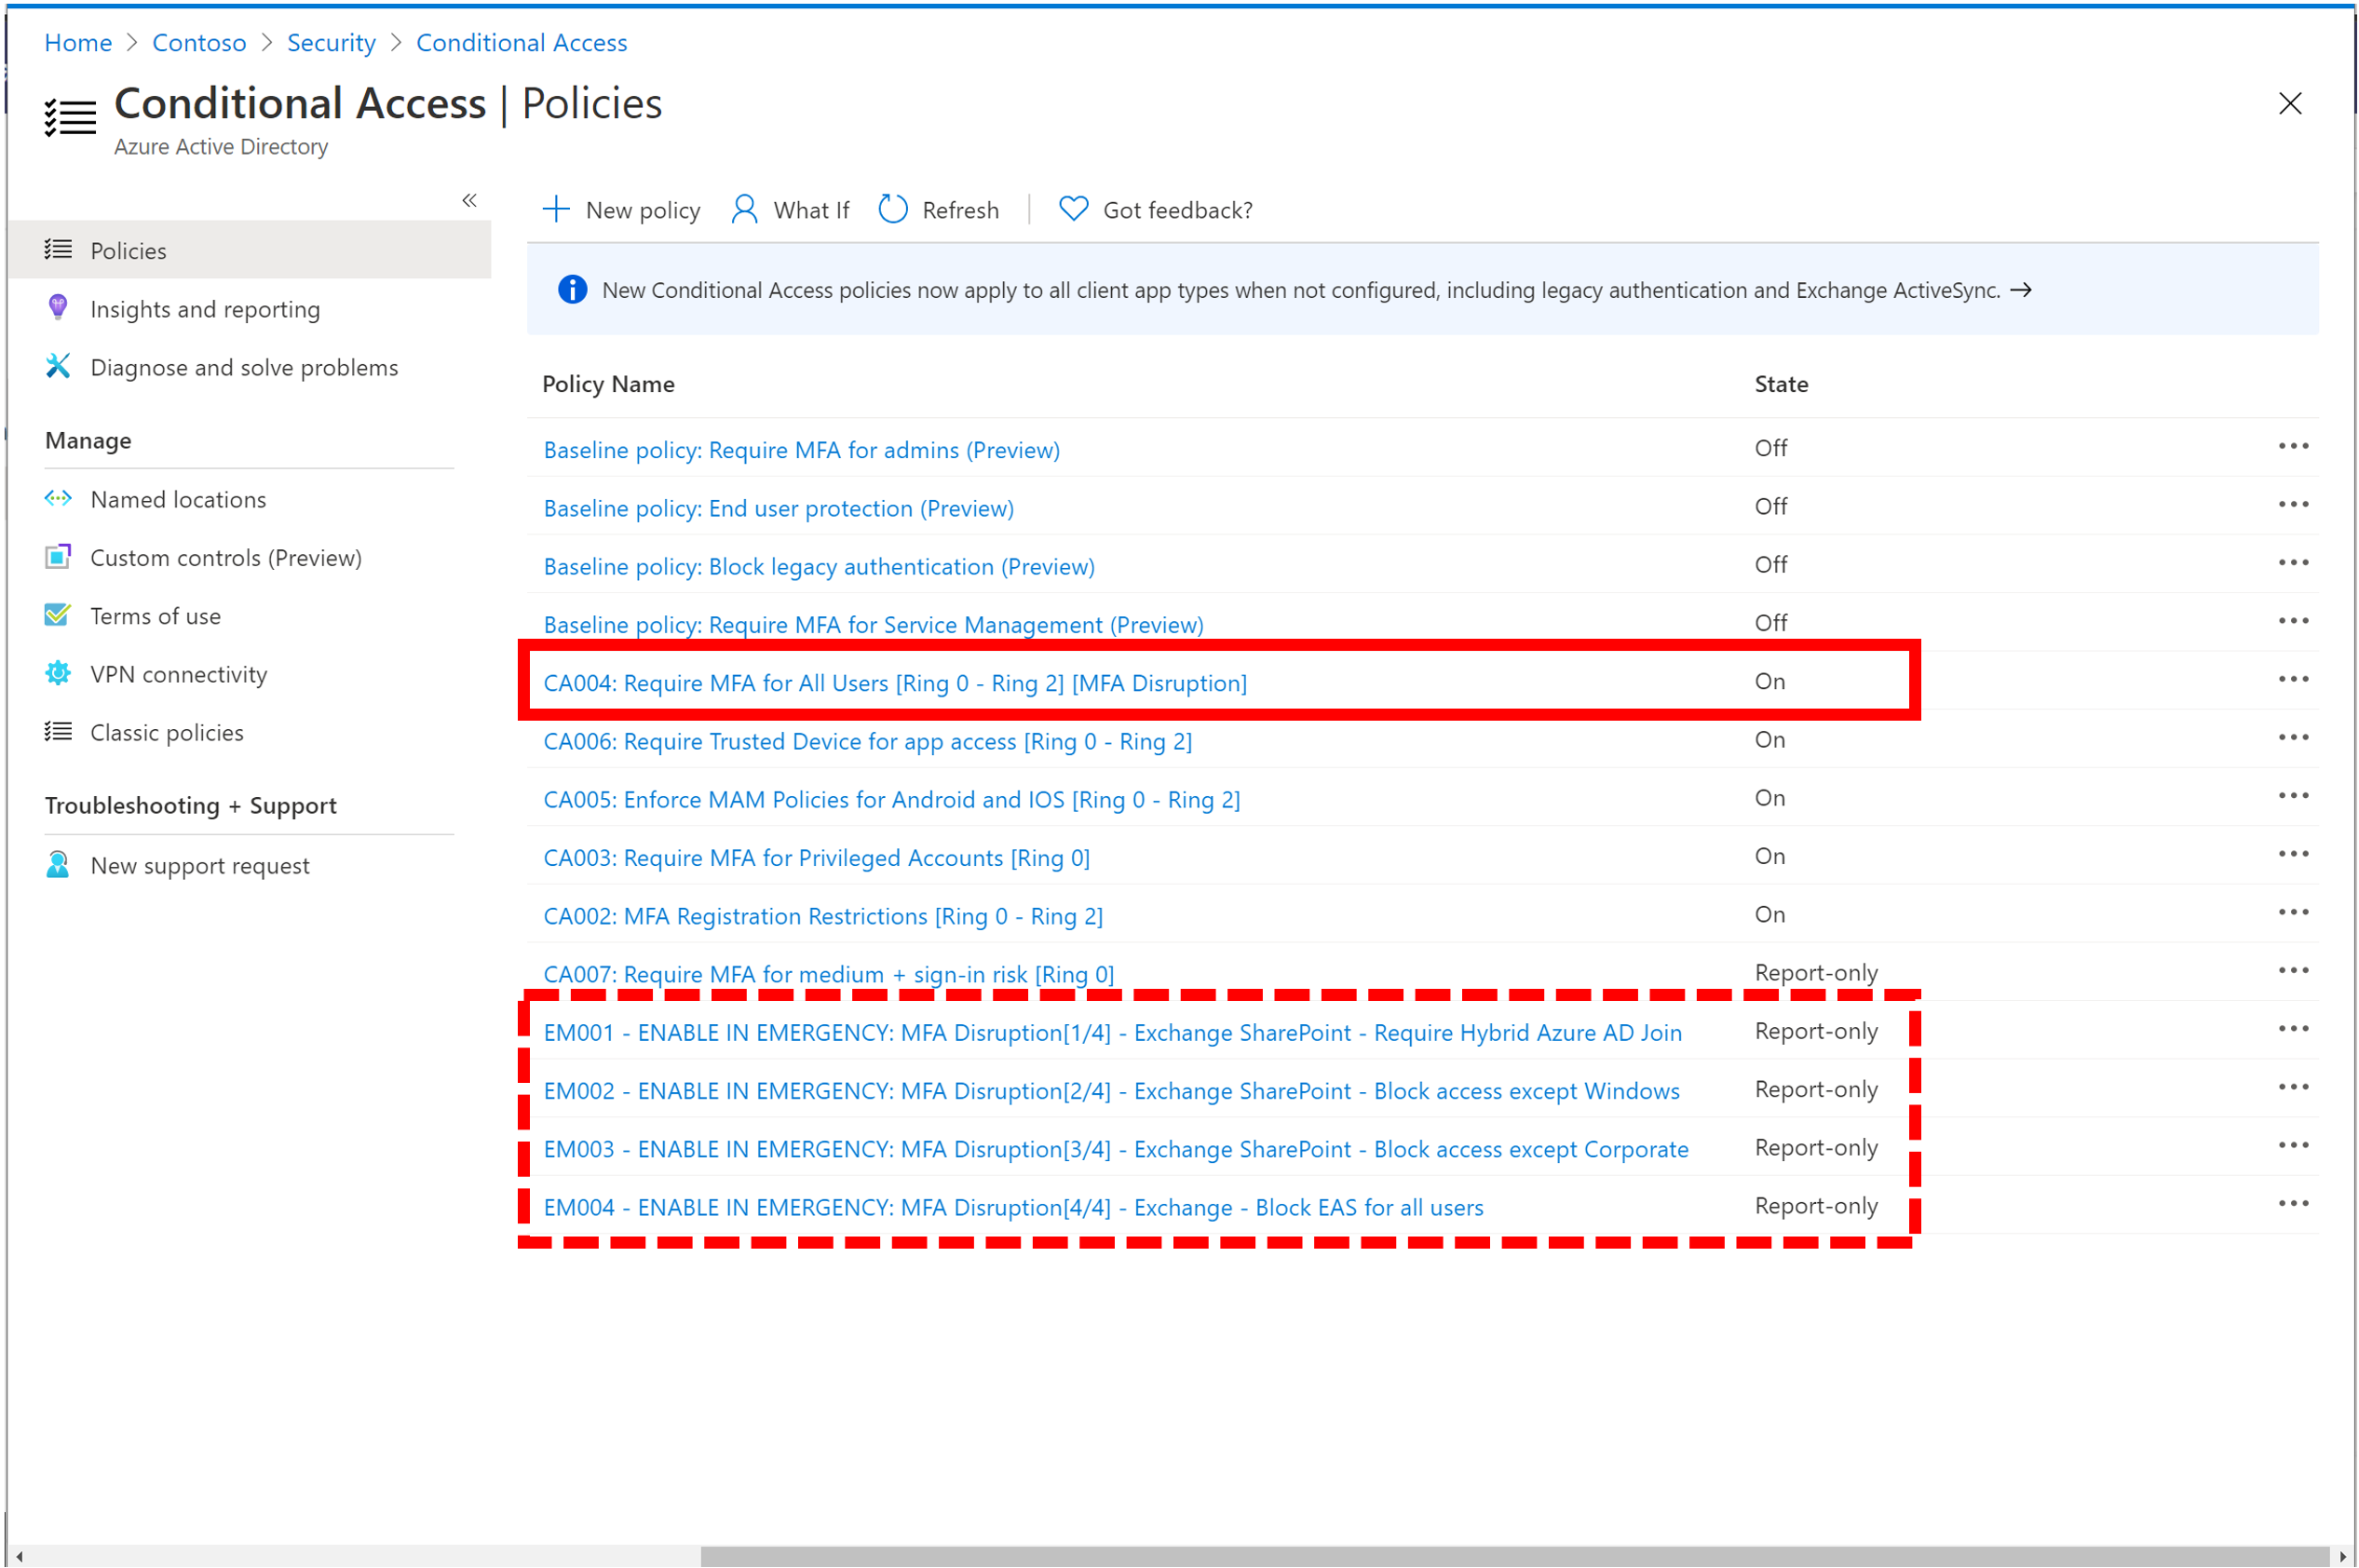 Home > Contoso > Security > Conditional Access
Conditional Access | Policies
Azure Active Directory
«
New policy What If Refresh | Got feedback?
Policies
Insights and reporting
Diagnose and solve problems
Manage
Named locations
Custom controls (Preview)
Terms of use
VPN connectivity
Classic policies
Troubleshooting + Support
New support request
New Conditional Access policies now apply to all client app types when not configured, including legacy authentication and Exchange ActiveSync. →
Policy Name State
Baseline policy: Require MFA for admins (Preview) Off
Baseline policy: End user protection (Preview) Off
Baseline policy: Block legacy authentication (Preview) Off
Baseline policy: Require MFA for Service Management (Preview) Off
CA004: Require MFA for All Users [Ring 0 - Ring 2] [MFA Disruption] On
CA006: Require Trusted Device for app access [Ring 0 - Ring 2] On
CA005: Enforce MAM Policies for Android and IOS [Ring 0 - Ring 2] On
CA003: Require MFA for Privileged Accounts [Ring 0] On
CA002: MFA Registration Restrictions [Ring 0 - Ring 2] On
CA007: Require MFA for medium + sign-in risk [Ring 0] Report-only
EM001 - ENABLE IN EMERGENCY: MFA Disruption[1/4] - Exchange SharePoint - Require Hybrid Azure AD Join Report-only
EM002 - ENABLE IN EMERGENCY: MFA Disruption[2/4] - Exchange SharePoint - Block access except Windows Report-only
EM003 - ENABLE IN EMERGENCY: MFA Disruption[3/4] - Exchange SharePoint - Block access except Corporate Report-only
EM004 - ENABLE IN EMERGENCY: MFA Disruption[4/4] - Exchange - Block EAS for all users Report-only